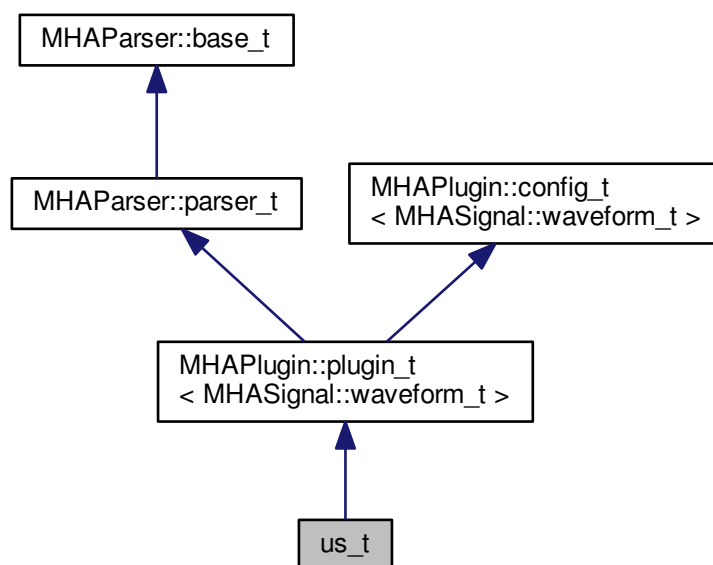 MHAParser::base_t
MHAParser::parser_t
MHAPlugin::config_t
< MHASignal::waveform_t >
MHAPlugin::plugin_t
< MHASignal::waveform_t >
us_t